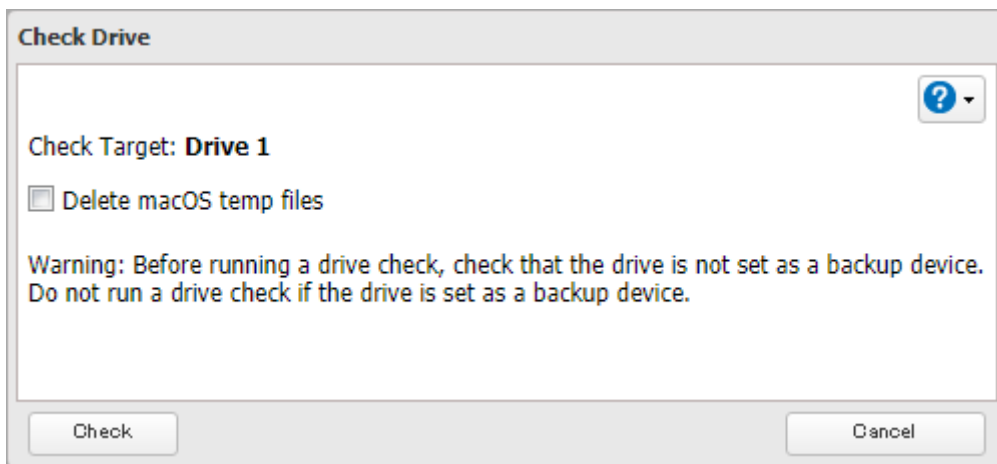 Check Drive
Check Target: Drive 1
Delete macOS temp files
Warning: Before running a drive check, check that the drive is not set as a backup device.
Do not run a drive check if the drive is set as a backup device.
Check
Cancel